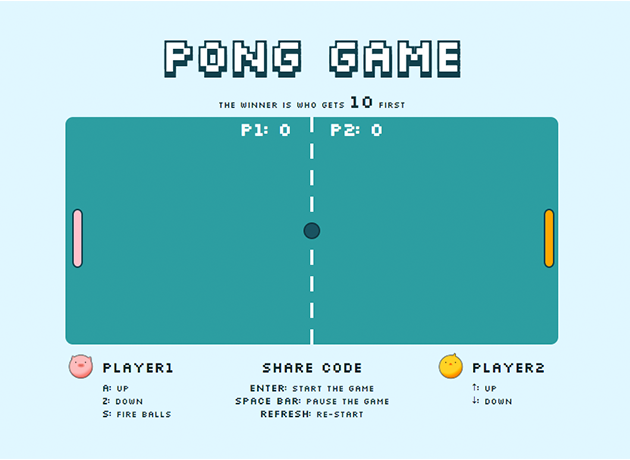 PONG GAME
THE WINNER IS WHO GETS 10 FIRST
P1: 0 P2: 0
PLAYER1
A: UP
Z: DOWN
S: FIRE BALLS
SHARE CODE
ENTER: START THE GAME
SPACE BAR: PAUSE THE GAME
REFRESH: RE-START
PLAYER2
↑: UP
↓: DOWN